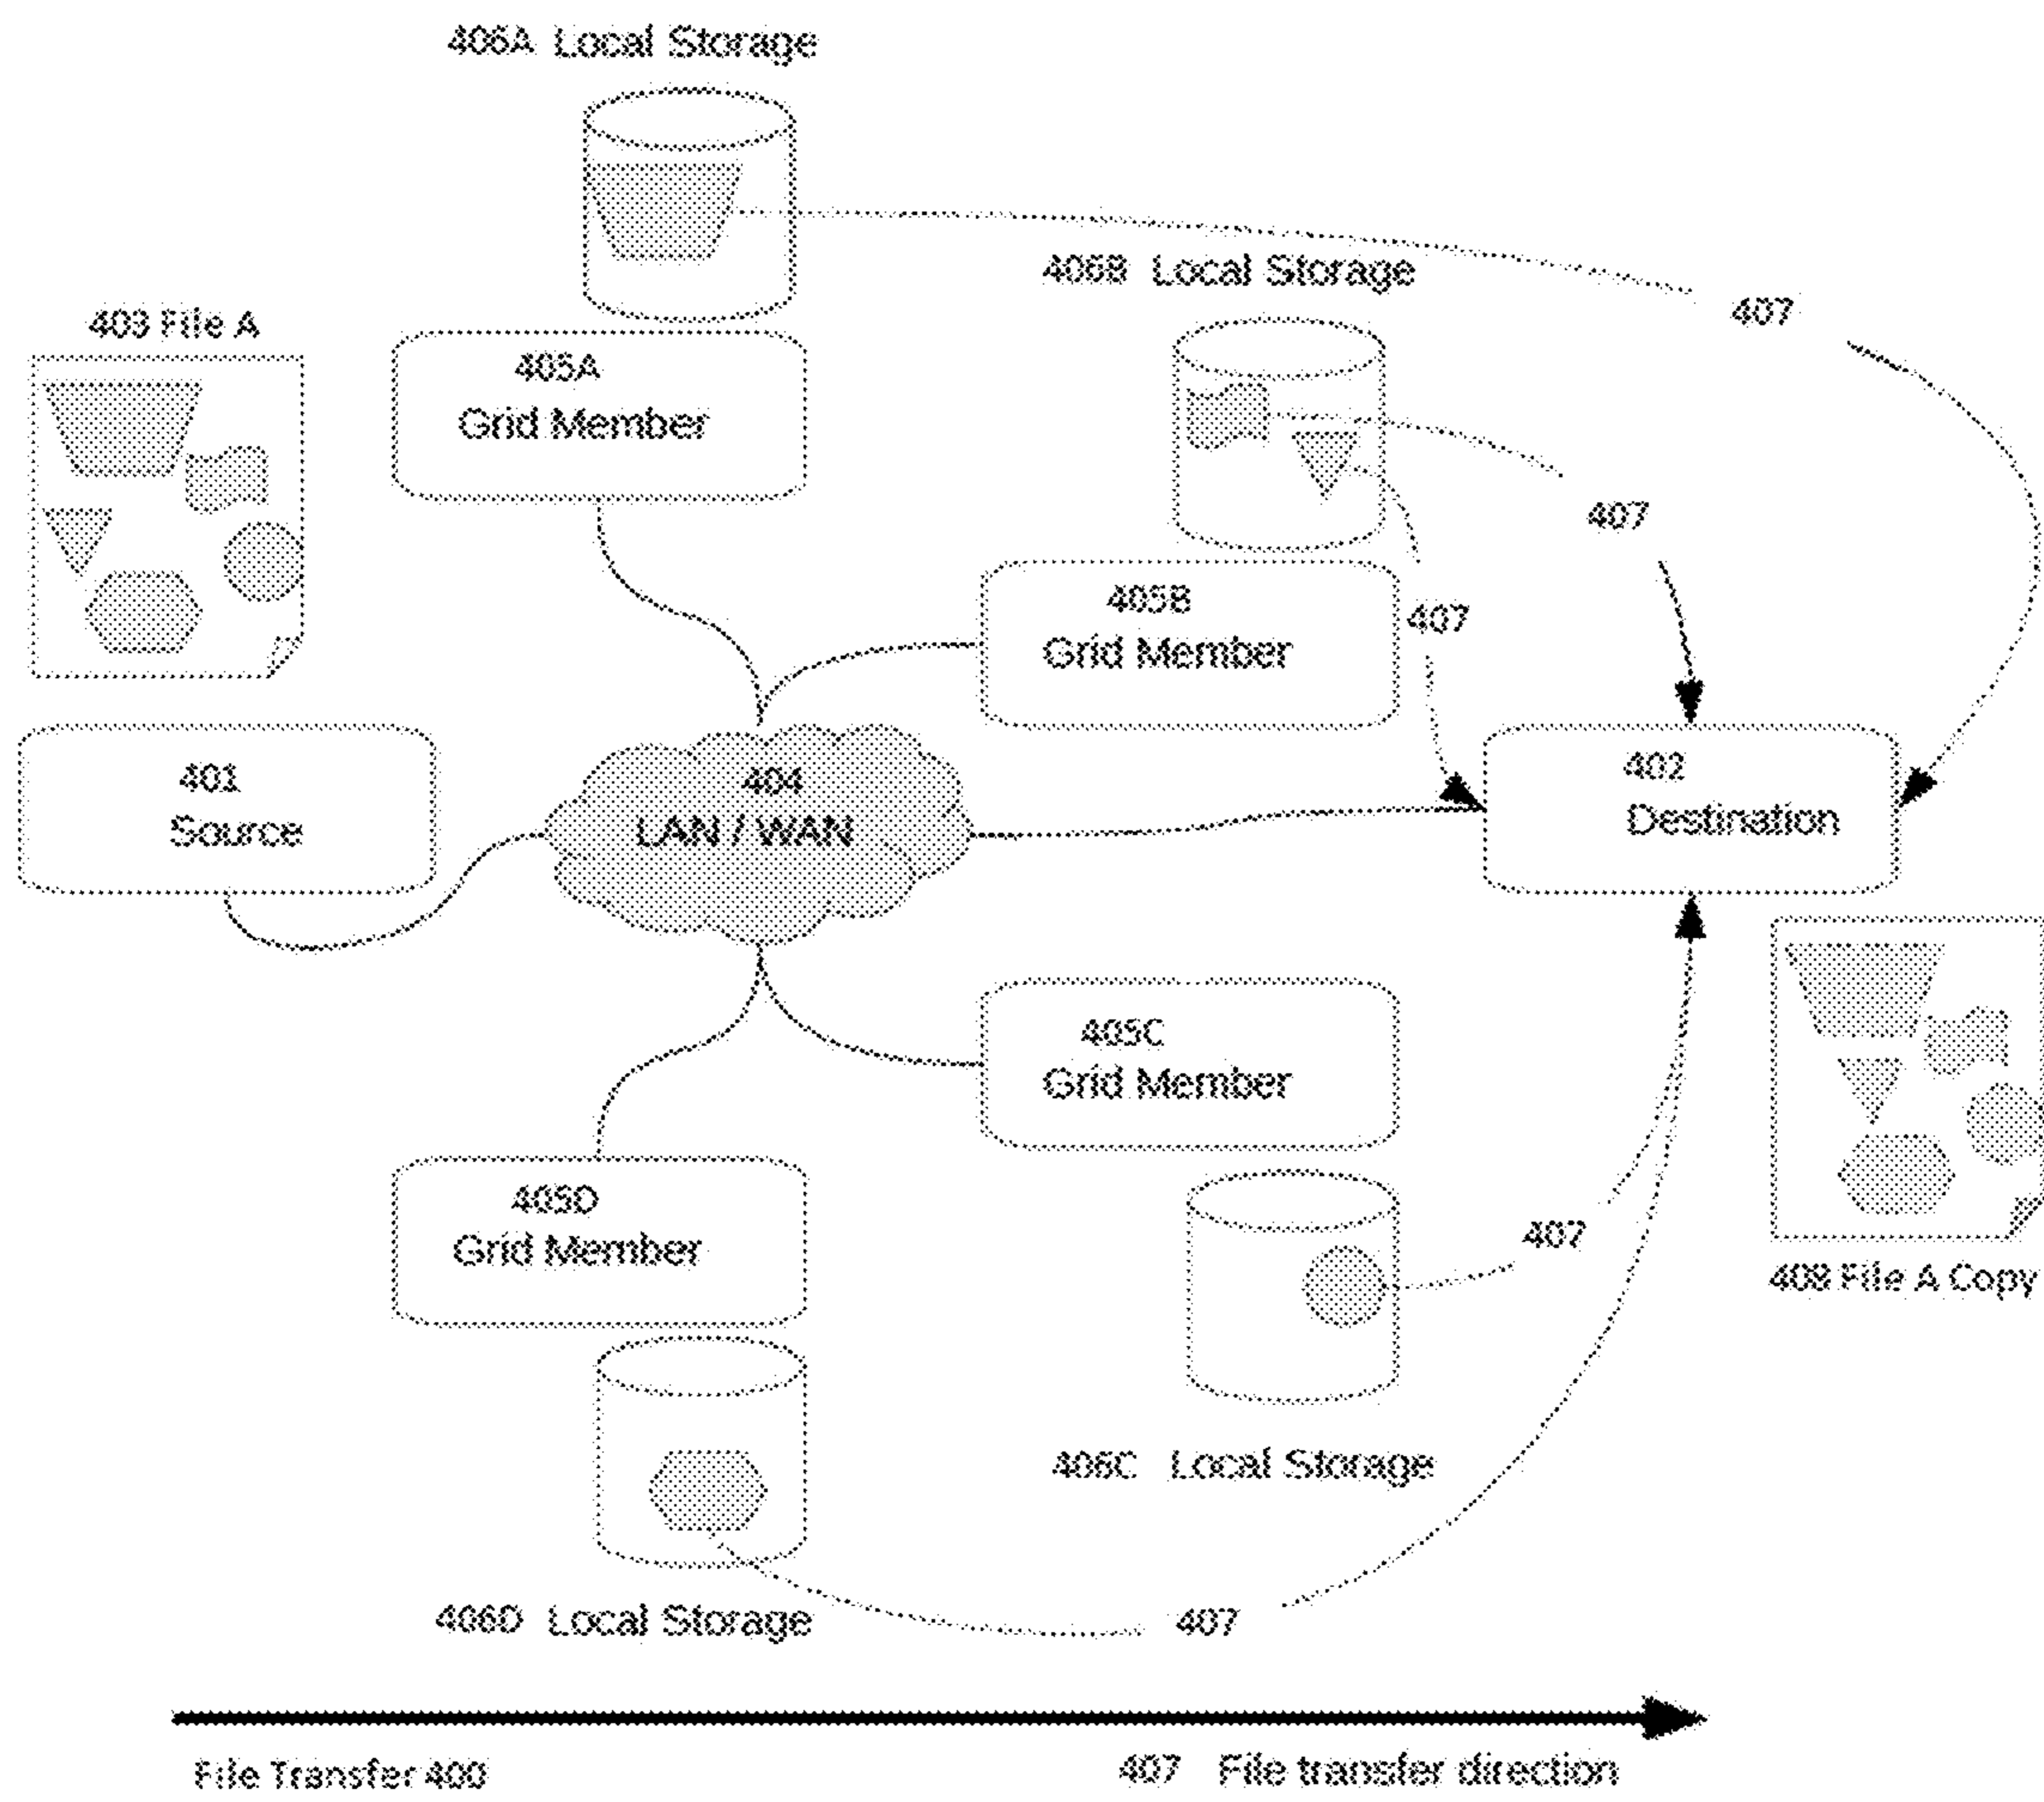 406A Local Storage
406B Local Storage
407
403 File A
405A
Grid Member
407
405B
Grid Member
407
401
Source
404
LAN / WAN
402
Destination
405C
Grid Member
405D
Grid Member
407
408 File A Copy
406C Local Storage
406D Local Storage
407
File Transfer 400
407 File transfer direction